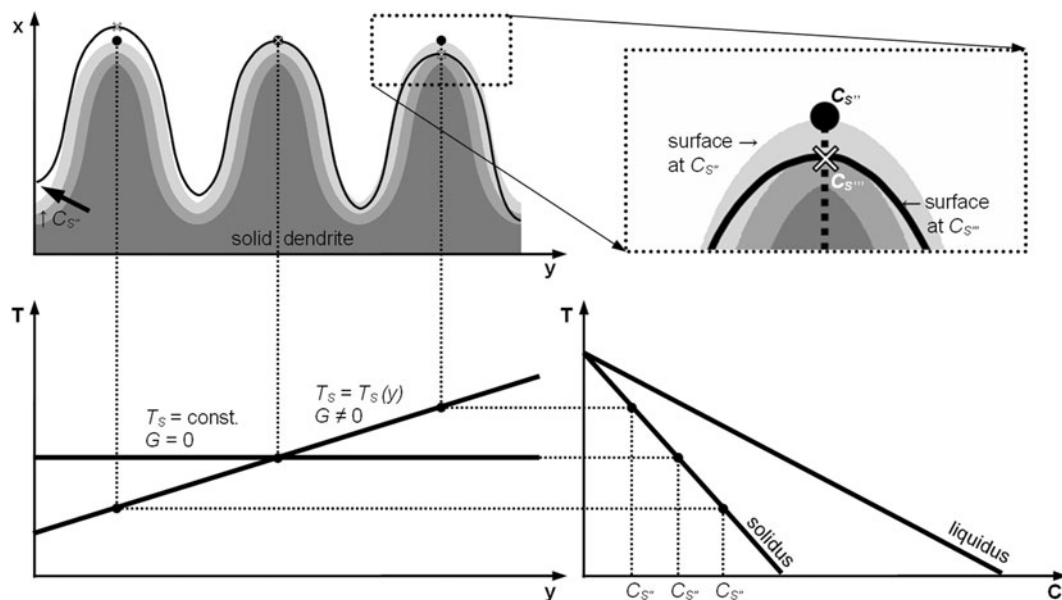 x
↑ C_S'''
solid dendrite
y
C_S''
surface →
at C_S''
C_S'''
← surface
at C_S'''
T
T_S = const.
G = 0
T_S = T_S(y)
G ≠ 0
y
T
solidus
liquidus
C_S''' C_S'' C_S'''
C